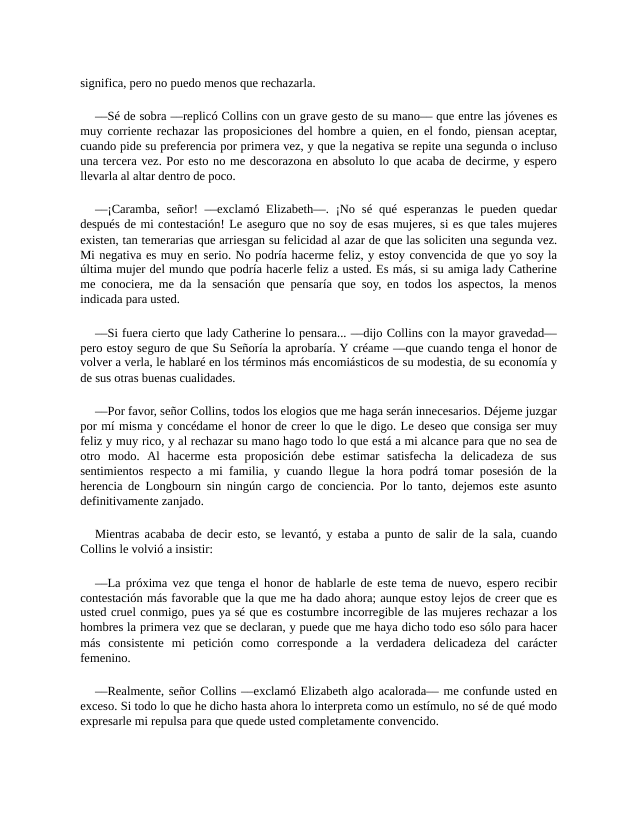 significa, pero no puedo menos que rechazarla.
—Sé de sobra —replicó Collins con un grave gesto de su mano— que entre las jóvenes es
muy corriente rechazar las proposiciones del hombre a quien, en el fondo, piensan aceptar,
cuando pide su preferencia por primera vez, y que la negativa se repite una segunda o incluso
una tercera vez. Por esto no me descorazona en absoluto lo que acaba de decirme, y espero
llevarla al altar dentro de poco.
—¡Caramba, señor! —exclamó Elizabeth—. ¡No sé qué esperanzas le pueden quedar
después de mi contestación! Le aseguro que no soy de esas mujeres, si es que tales mujeres
existen, tan temerarias que arriesgan su felicidad al azar de que las soliciten una segunda vez.
Mi negativa es muy en serio. No podría hacerme feliz, y estoy convencida de que yo soy la
última mujer del mundo que podría hacerle feliz a usted. Es más, si su amiga lady Catherine
me conociera, me da la sensación que pensaría que soy, en todos los aspectos, la menos
indicada para usted.
—Si fuera cierto que lady Catherine lo pensara... —dijo Collins con la mayor gravedad—
pero estoy seguro de que Su Señoría la aprobaría. Y créame —que cuando tenga el honor de
volver a verla, le hablaré en los términos más encomiásticos de su modestia, de su economía y
de sus otras buenas cualidades.
—Por favor, señor Collins, todos los elogios que me haga serán innecesarios. Déjeme juzgar
por mí misma y concédame el honor de creer lo que le digo. Le deseo que consiga ser muy
feliz y muy rico, y al rechazar su mano hago todo lo que está a mi alcance para que no sea de
otro modo. Al hacerme esta proposición debe estimar satisfecha la delicadeza de sus
sentimientos respecto a mi familia, y cuando llegue la hora podrá tomar posesión de la
herencia de Longbourn sin ningún cargo de conciencia. Por lo tanto, dejemos este asunto
definitivamente zanjado.
Mientras acababa de decir esto, se levantó, y estaba a punto de salir de la sala, cuando
Collins le volvió a insistir:
—La próxima vez que tenga el honor de hablarle de este tema de nuevo, espero recibir
contestación más favorable que la que me ha dado ahora; aunque estoy lejos de creer que es
usted cruel conmigo, pues ya sé que es costumbre incorregible de las mujeres rechazar a los
hombres la primera vez que se declaran, y puede que me haya dicho todo eso sólo para hacer
más consistente mi petición como corresponde a la verdadera delicadeza del carácter
femenino.
—Realmente, señor Collins —exclamó Elizabeth algo acalorada— me confunde usted en
exceso. Si todo lo que he dicho hasta ahora lo interpreta como un estímulo, no sé de qué modo
expresarle mi repulsa para que quede usted completamente convencido.